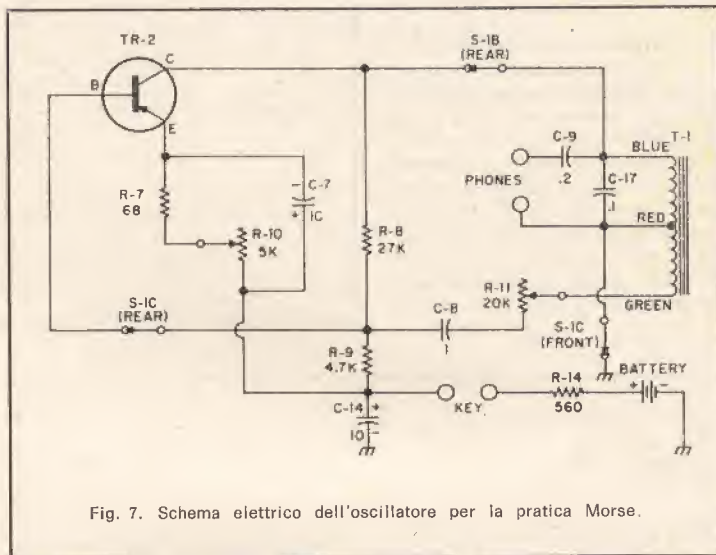 TR-2
C
B
E
S-1B
(REAR)
C-9
.2
BLUE
T-1
PHONES
C-17
.1
RED
C-7
R-7
68
-
+
10
R-10
5K
R-8
27K
R-11
20K
GREEN
S-1C
(REAR)
C-8
1
S-1C
(FRONT)
R-9
4.7K
KEY
R-14
560
BATTERY
+ -
C-14
+
10
-
Fig. 7. Schema elettrico dell'oscillatore per la pratica Morse.